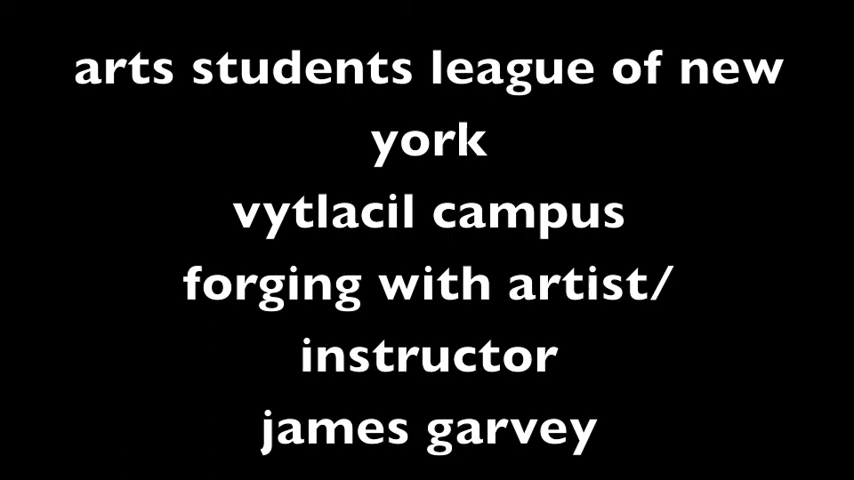 arts students league of new
york
vytlacil campus
forging with artist/
instructor
james garvey